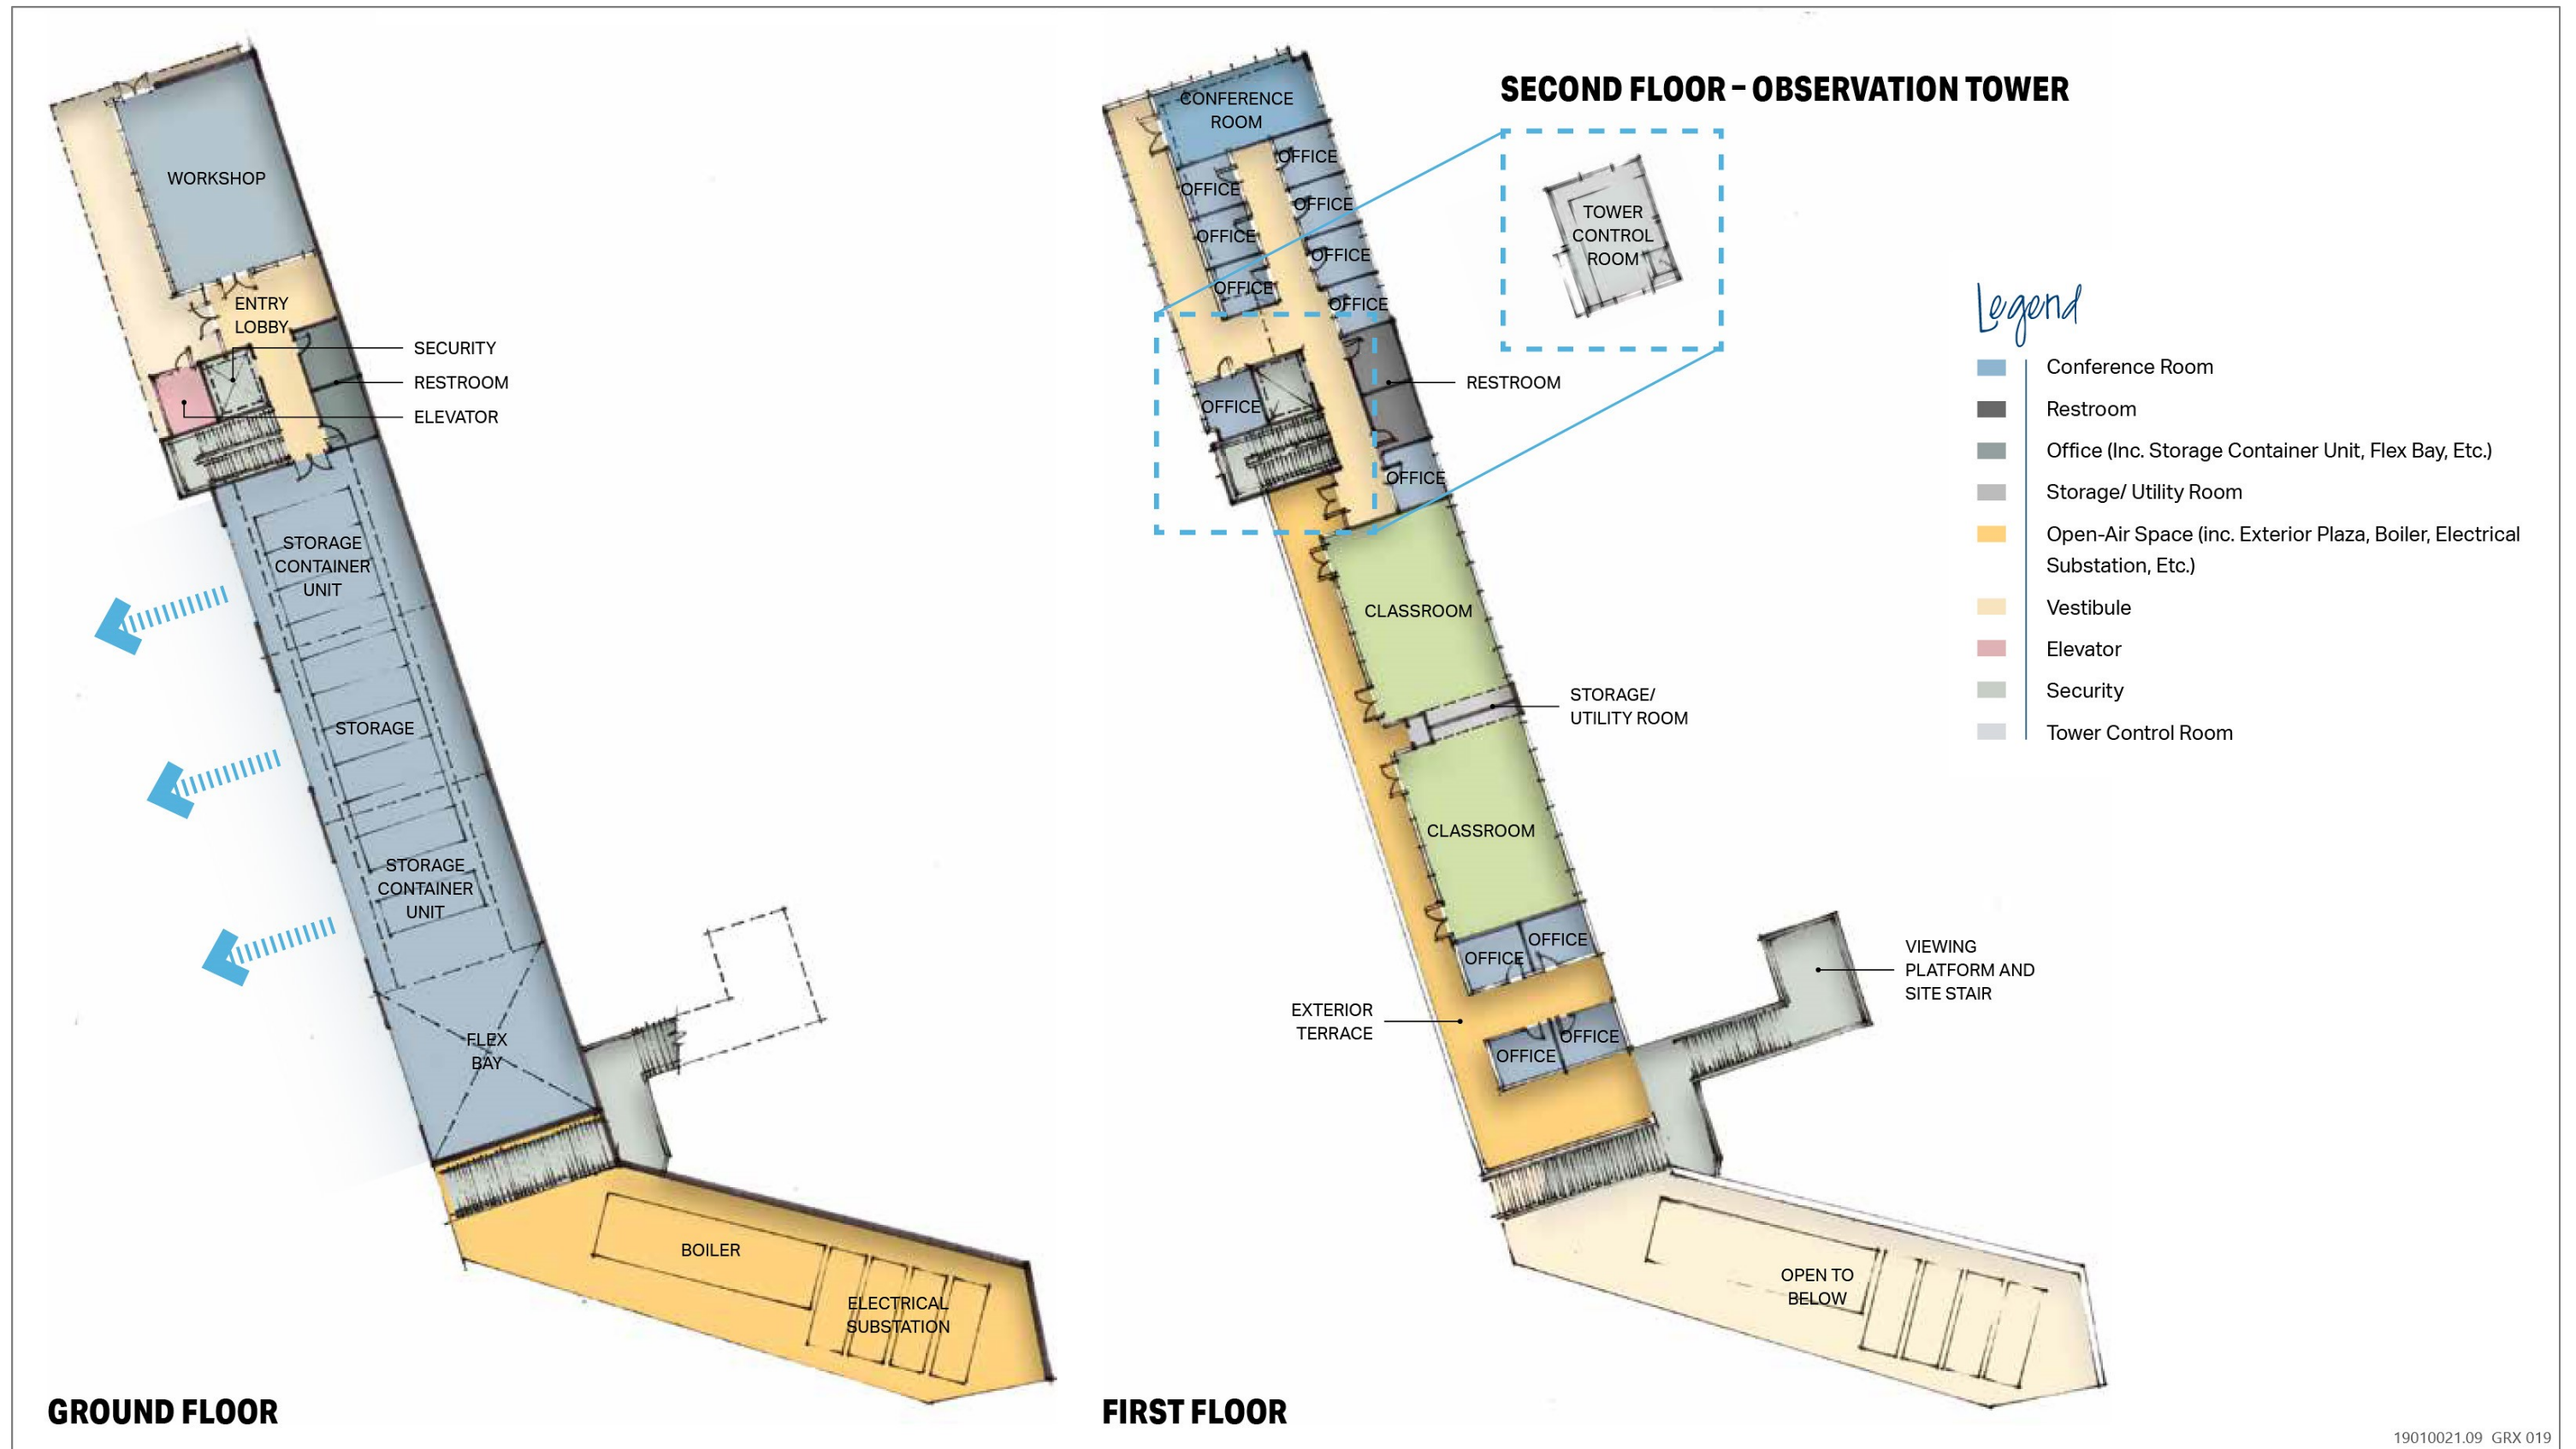 WORKSHOP
ENTRY
LOBBY
SECURITY
RESTROOM
ELEVATOR
STORAGE
CONTAINER
UNIT
STORAGE
STORAGE
CONTAINER
UNIT
FLEX
BAY
BOILER
ELECTRICAL
SUBSTATION
GROUND FLOOR
CONFERENCE
ROOM
OFFICE
OFFICE
OFFICE
OFFICE
OFFICE
OFFICE
OFFICE
OFFICE
RESTROOM
OFFICE
CLASSROOM
STORAGE/
UTILITY ROOM
CLASSROOM
OFFICE
OFFICE
EXTERIOR
TERRACE
OFFICE
OFFICE
VIEWING
PLATFORM AND
SITE STAIR
OPEN TO
BELOW
FIRST FLOOR
SECOND FLOOR – OBSERVATION TOWER
TOWER
CONTROL
ROOM
Legend
Conference Room
Restroom
Office (Inc. Storage Container Unit, Flex Bay, Etc.)
Storage/ Utility Room
Open-Air Space (inc. Exterior Plaza, Boiler, Electrical
Substation, Etc.)
Vestibule
Elevator
Security
Tower Control Room
19010021.09 GRX 019